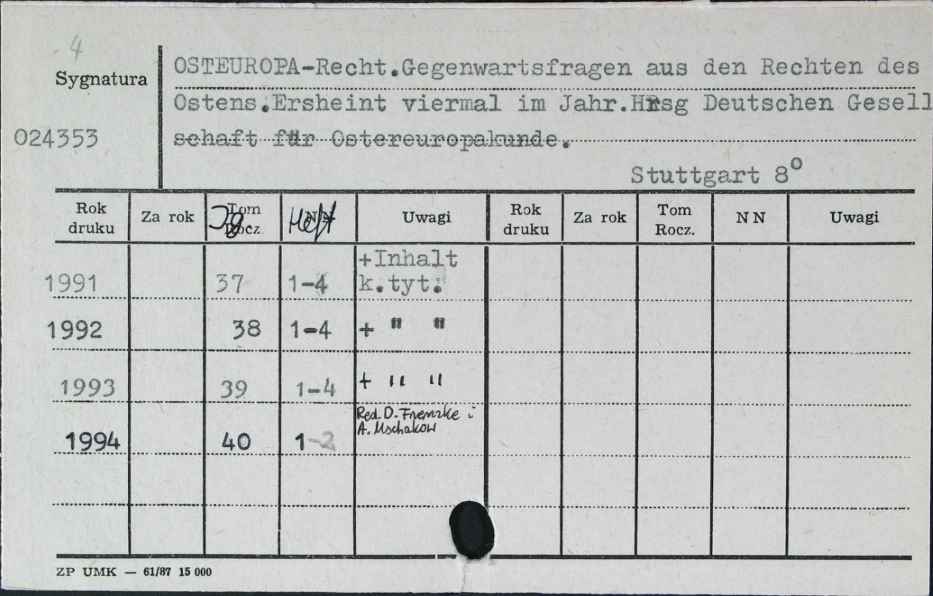 4
Sygnatura
024353
OSTEUROPA-Recht.Gegenwartsfragen aus den Rechten des
Ostens.Ersheint viermal im Jahr.Hrsg Deutschen Gesell
schaft für Ostereuropakunde.
Stuttgart 8°
Rok druku Za rok Tom Rocz. Jg Heft Uwagi Rok druku Za rok Tom Rocz. NN Uwagi
+Inhalt
1991 37 1-4 k.tyt.
1992 38 1-4 + " "
1993 39 1-4 + " "
Red. D. Frenzke i
A. Uschakow
1994 40 1-2
ZP UMK — 61/87 15 000